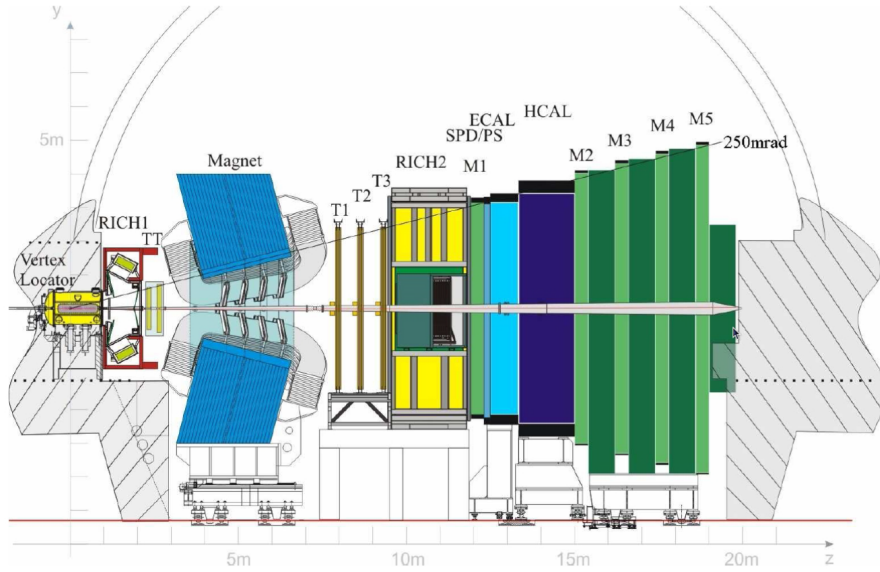 y
5m
Vertex
Locator
RICH1
TT
Magnet
T1
T2
T3
RICH2
M1
SPD/PS
ECAL
HCAL
M2
M3
M4
M5
250mrad
5m
10m
15m
20m
z